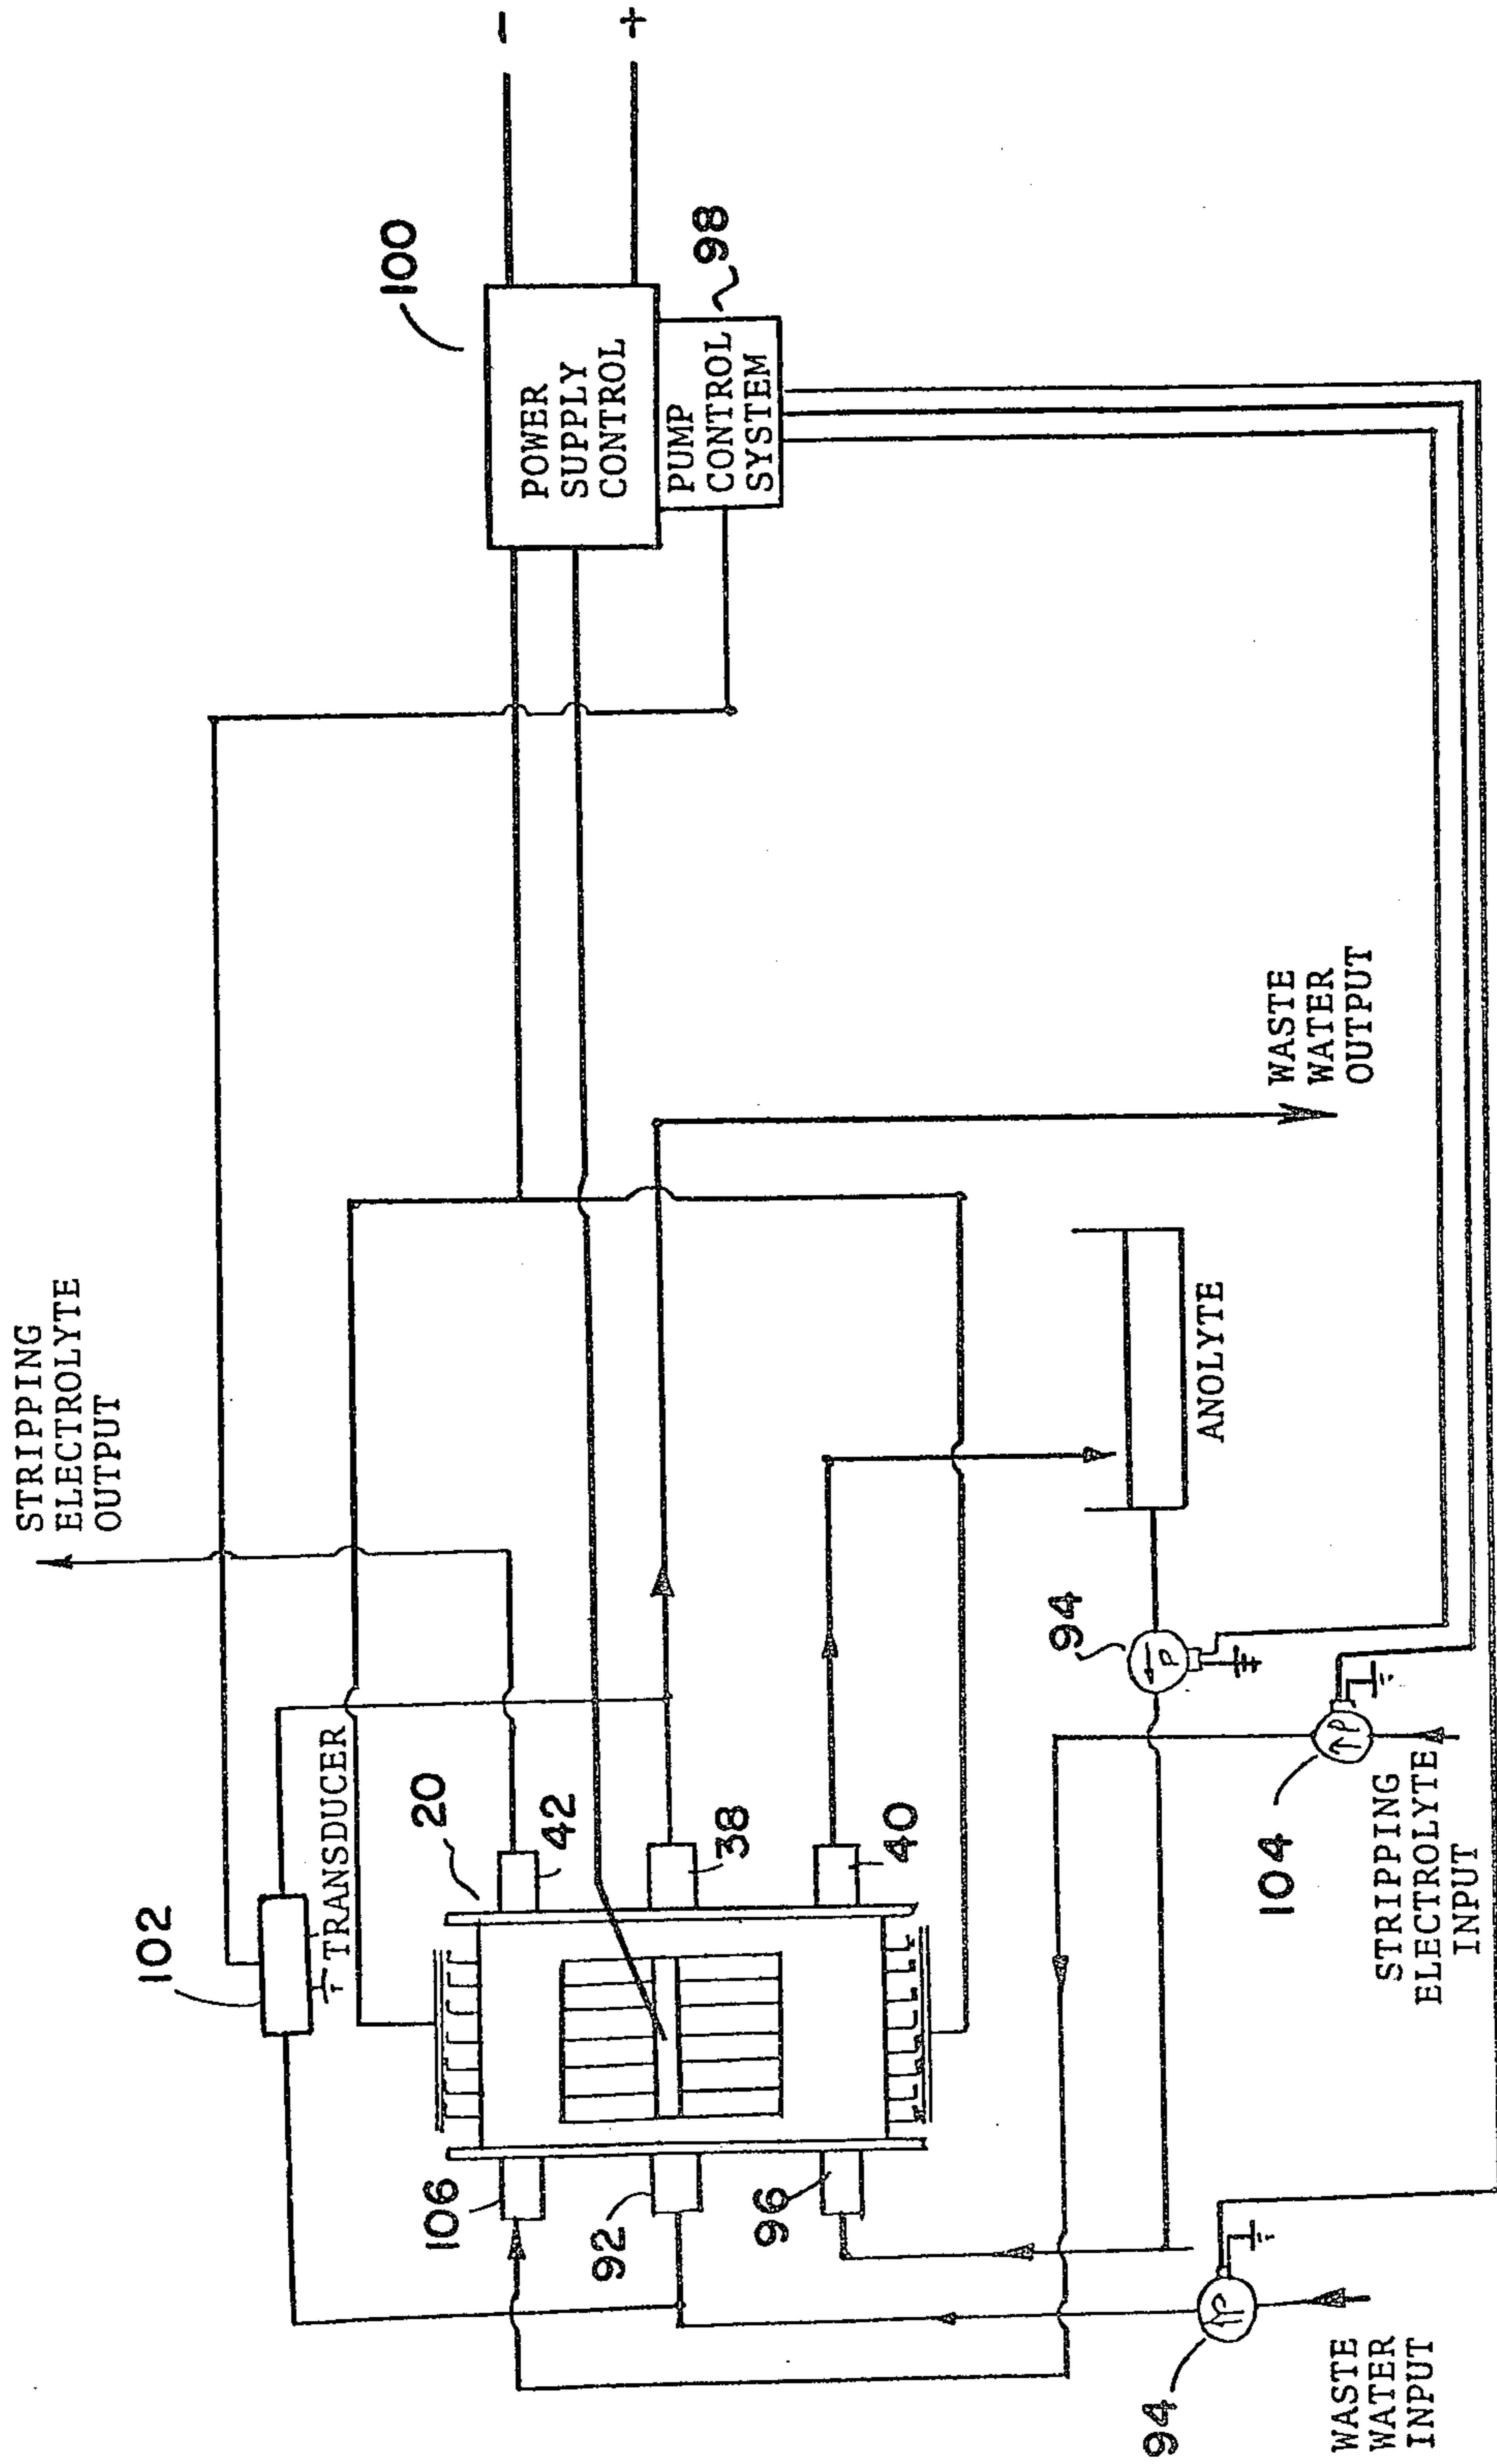 STRIPPING
ELECTROLYTE
OUTPUT
102
TRANSDUCER
20
42
38
40
106
92
96
100
POWER
SUPPLY
CONTROL
PUMP
CONTROL
SYSTEM
98
-
+
WASTE
WATER
OUTPUT
ANOLYTE
94
P
104
P
STRIPPING
ELECTROLYTE
INPUT
94
P
WASTE
WATER
INPUT